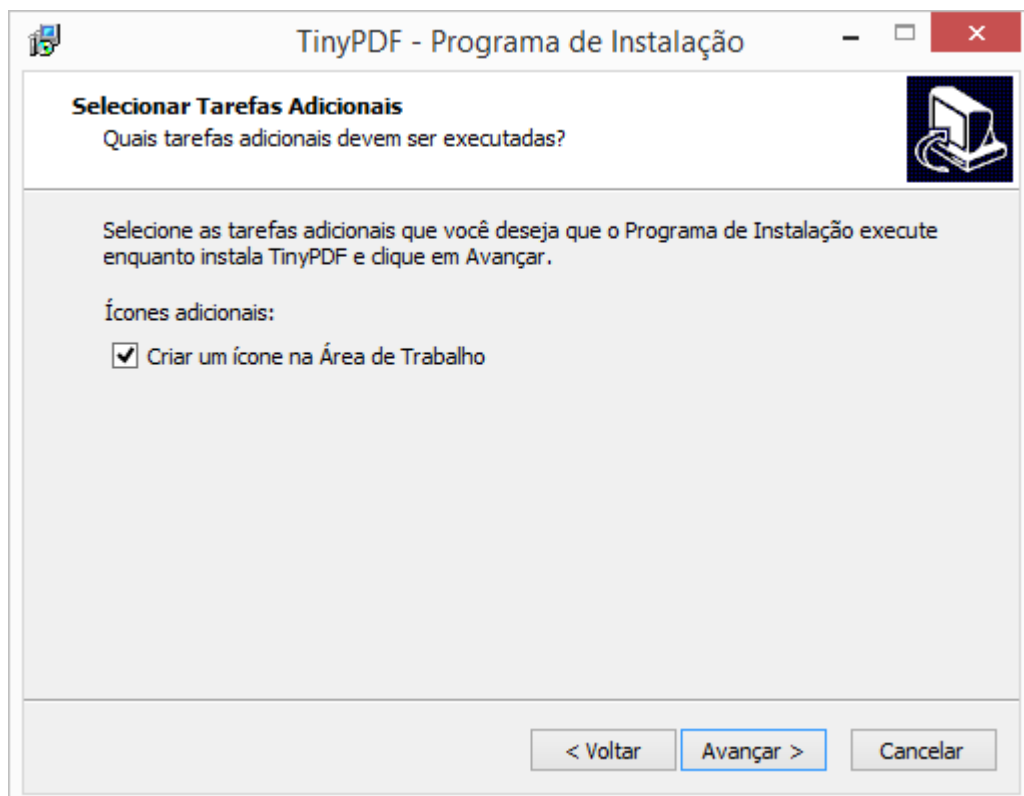 TinyPDF - Programa de Instalação
Selecionar Tarefas Adicionais
Quais tarefas adicionais devem ser executadas?
Selecione as tarefas adicionais que você deseja que o Programa de Instalação execute
enquanto instala TinyPDF e clique em Avançar.
Ícones adicionais:
Criar um ícone na Área de Trabalho
< Voltar
Avançar >
Cancelar